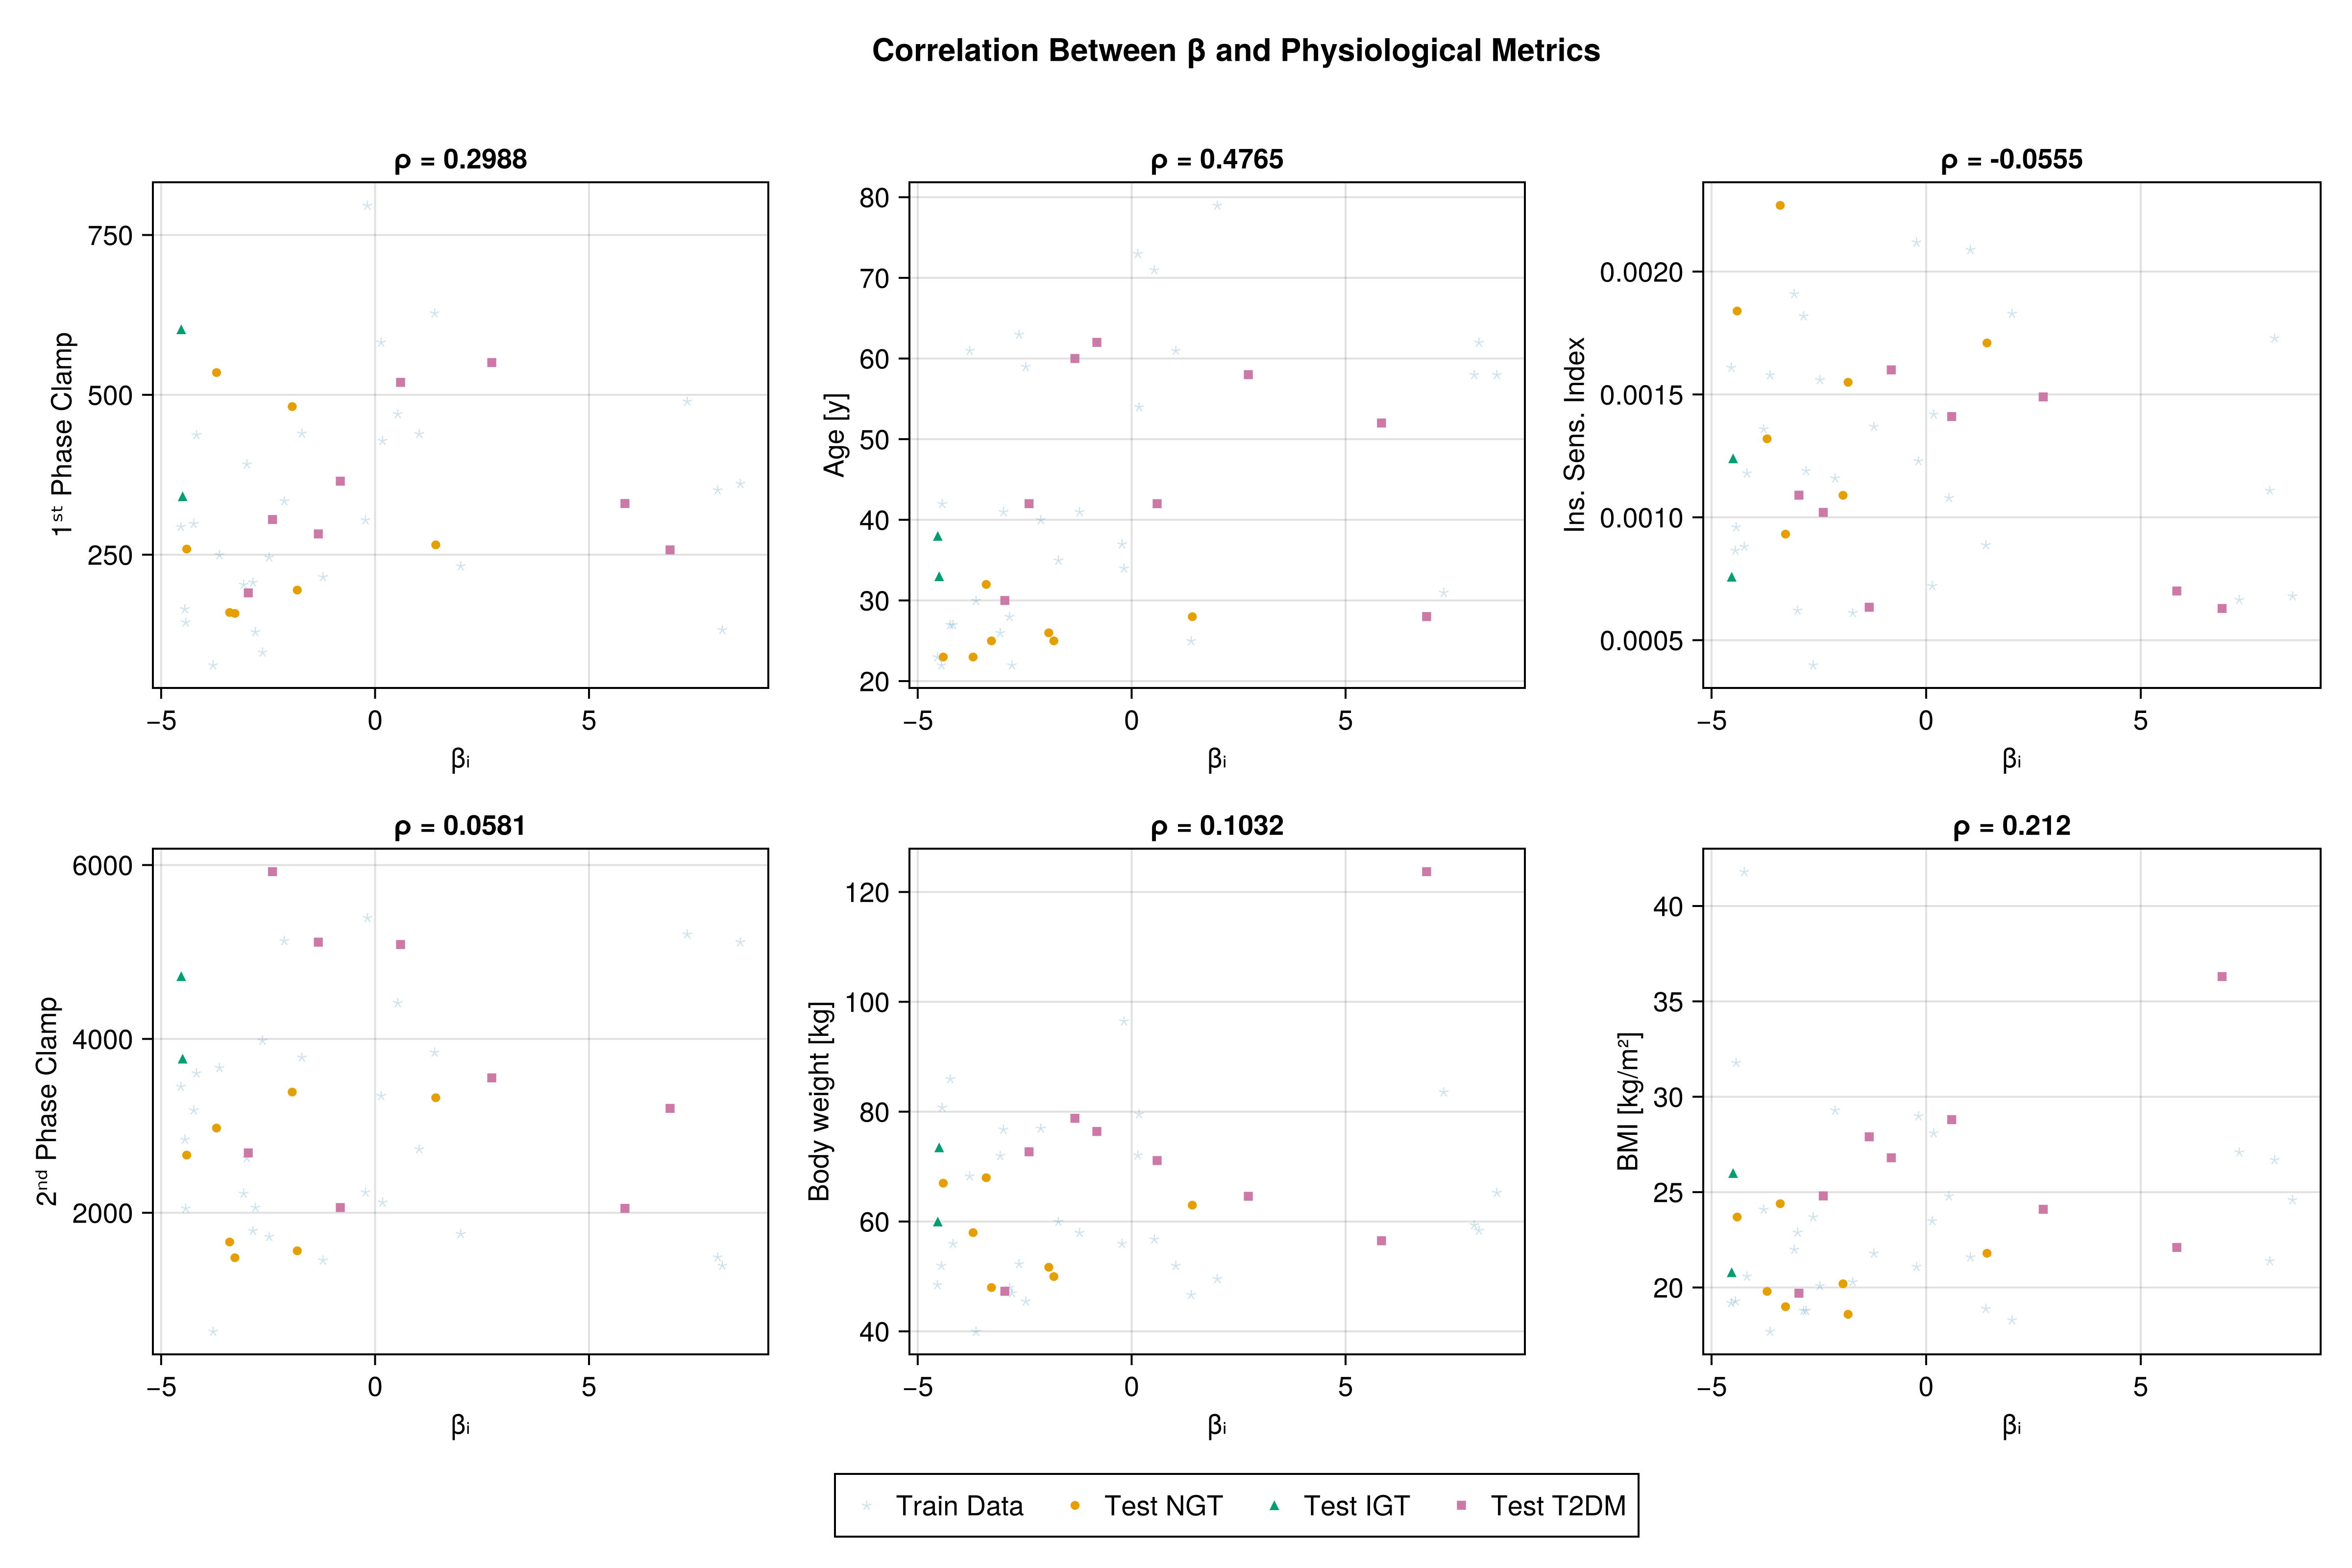 Correlation Between β and Physiological Metrics
ρ = 0.2988
750
500
250
1ˢᵗ Phase Clamp
−5 0 5
βᵢ
ρ = 0.4765
80
70
60
50
40
30
20
Age [y]
−5 0 5
βᵢ
ρ = -0.0555
0.0020
0.0015
0.0010
0.0005
Ins. Sens. Index
−5 0 5
βᵢ
ρ = 0.0581
6000
4000
2000
2ⁿᵈ Phase Clamp
−5 0 5
βᵢ
ρ = 0.1032
120
100
80
60
40
Body weight [kg]
−5 0 5
βᵢ
ρ = 0.212
40
35
30
25
20
BMI [kg/m²]
−5 0 5
βᵢ
Train Data Test NGT Test IGT Test T2DM